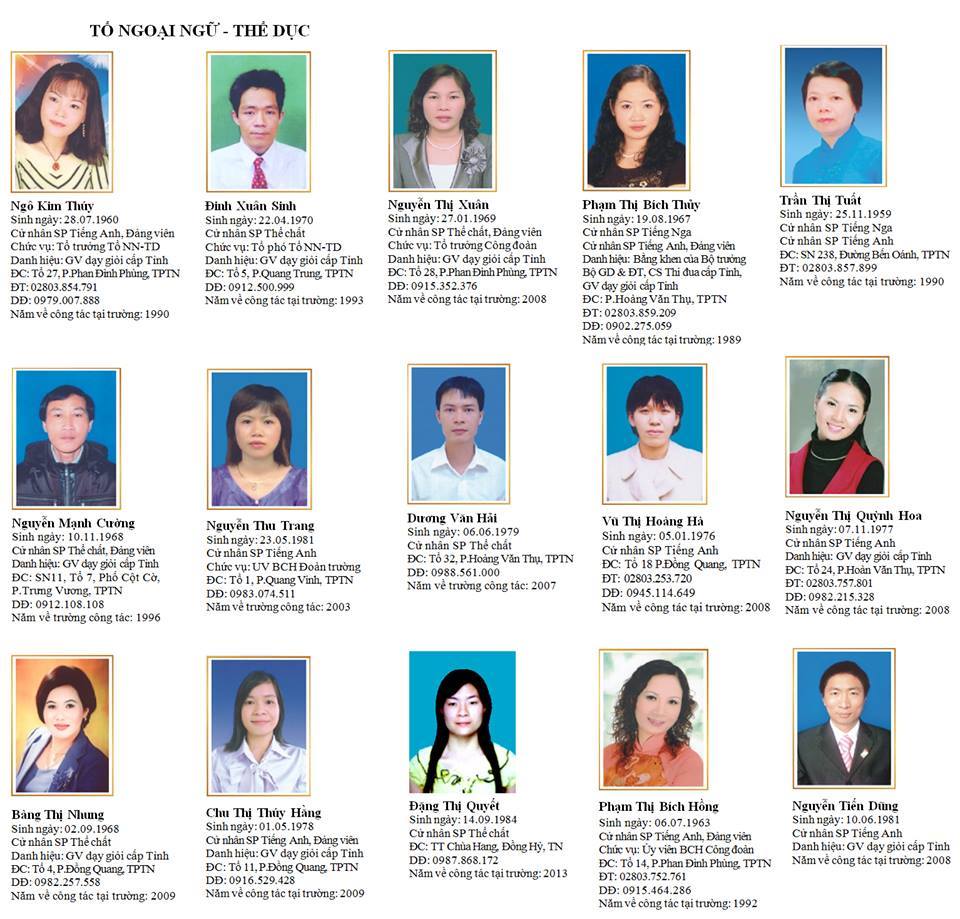 TỔ NGOẠI NGỮ - THỂ DỤC
Ngô Kim Thúy
Sinh ngày: 28.07.1960
Cử nhân SP Tiếng Anh, Đảng viên
Chức vụ: Tổ trưởng Tổ NN-TD
Danh hiệu: GV dạy giỏi cấp Tỉnh
ĐC: Tổ 27, P.Phan Đình Phùng, TPTN
ĐT: 02803.854.791
DĐ: 0979.007.888
Năm về công tác tại trường: 1990
Đinh Xuân Sinh
Sinh ngày: 22.04.1970
Cử nhân SP Thể chất
Chức vụ: Tổ phó Tổ NN-TD
Danh hiệu: GV dạy giỏi cấp Tỉnh
ĐC: Tổ 5, P.Quang Trung, TPTN
DĐ: 0912.500.999
Năm về công tác tại trường: 1993
Nguyễn Thị Xuân
Sinh ngày: 27.01.1969
Cử nhân SP Thể chất, Đảng viên
Chức vụ: Tổ trưởng Công đoàn
Danh hiệu: GV dạy giỏi cấp Tỉnh
ĐC: Tổ 28, P.Phan Đình Phùng, TPTN
DĐ: 0915.352.376
Năm về công tác tại trường: 2008
Phạm Thị Bích Thủy
Sinh ngày: 19.08.1967
Cử nhân SP Tiếng Nga
Cử nhân SP Tiếng Anh, Đảng viên
Danh hiệu: Bằng khen của Bộ trưởng
Bộ GD & ĐT, CS Thi đua cấp Tỉnh,
GV dạy giỏi cấp Tỉnh
ĐC: P.Hoàng Văn Thụ, TPTN
ĐT: 02803.859.209
DĐ: 0902.275.059
Năm về công tác tại trường: 1989
Trần Thị Tuất
Sinh ngày: 25.11.1959
Cử nhân SP Tiếng Nga
Cử nhân SP Tiếng Anh
ĐC: SN 238, Đường Bến Oánh, TPTN
ĐT: 02803.857.899
Năm về công tác tại trường: 1990
Nguyễn Mạnh Cường
Sinh ngày: 10.11.1968
Cử nhân SP Thể chất, Đảng viên
Danh hiệu: GV dạy giỏi cấp Tỉnh
ĐC: SN11, Tổ 7, Phố Cột Cờ,
P.Trưng Vương, TPTN
DĐ: 0912.108.108
Năm về trường công tác: 1996
Nguyễn Thu Trang
Sinh ngày: 23.05.1981
Cử nhân SP Tiếng Anh
Chức vụ: UV BCH Đoàn trường
ĐC: Tổ 1, P.Quang Vinh, TPTN
DĐ: 0983.074.511
Năm về trường công tác: 2003
Dương Văn Hải
Sinh ngày: 06.06.1979
Cử nhân SP Thể chất
ĐC: Tổ 32, P.Hoàng Văn Thụ, TPTN
DĐ: 0988.561.000
Năm về trường công tác: 2007
Vũ Thị Hoàng Hà
Sinh ngày: 05.01.1976
Cử nhân SP Tiếng Anh
ĐC: Tổ 18 P.Đồng Quang, TPTN
ĐT: 02803.253.720
DĐ: 0945.114.649
Năm về công tác tại trường: 2008
Nguyễn Thị Quỳnh Hoa
Sinh ngày: 07.11.1977
Cử nhân SP Tiếng Anh
Danh hiệu: GV dạy giỏi cấp Tỉnh
ĐC: Tổ 24, P.Hoàn Văn Thụ, TPTN
ĐT: 02803.757.801
DĐ: 0982.215.328
Năm về công tác tại trường: 2008
Bàng Thị Nhung
Sinh ngày: 02.09.1968
Cử nhân SP Thể chất
Danh hiệu: GV dạy giỏi cấp Tỉnh
ĐC: Tổ 4, P.Đồng Quang, TPTN
DĐ: 0982.257.558
Năm về công tác tại trường: 2009
Chu Thị Thúy Hằng
Sinh ngày: 01.05.1978
Cử nhân SP Tiếng Anh, Đảng viên
Danh hiệu: GV dạy giỏi cấp Tỉnh
ĐC: Tổ 11, P.Đồng Quang, TPTN
DĐ: 0916.529.428
Năm về công tác tại trường: 2009
Đặng Thị Quyết
Sinh ngày: 14.09.1984
Cử nhân SP Thể chất
ĐC: TT Chùa Hang, Đồng Hỷ, TN
DĐ: 0987.868.172
Năm về công tác tại trường: 2013
Phạm Thị Bích Hồng
Sinh ngày: 06.07.1963
Cử nhân SP Tiếng Anh, Đảng viên
Chức vụ: Ủy viên BCH Công đoàn
ĐC: Tổ 14, P.Phan Đình Phùng, TPTN
ĐT: 02803.752.761
DĐ: 0915.464.286
Năm về công tác tại trường: 1992
Nguyễn Tiến Dũng
Sinh ngày: 10.06.1981
Cử nhân SP Tiếng Anh
Danh hiệu: GV dạy giỏi cấp Tỉnh
Năm về công tác tại trường: 2008